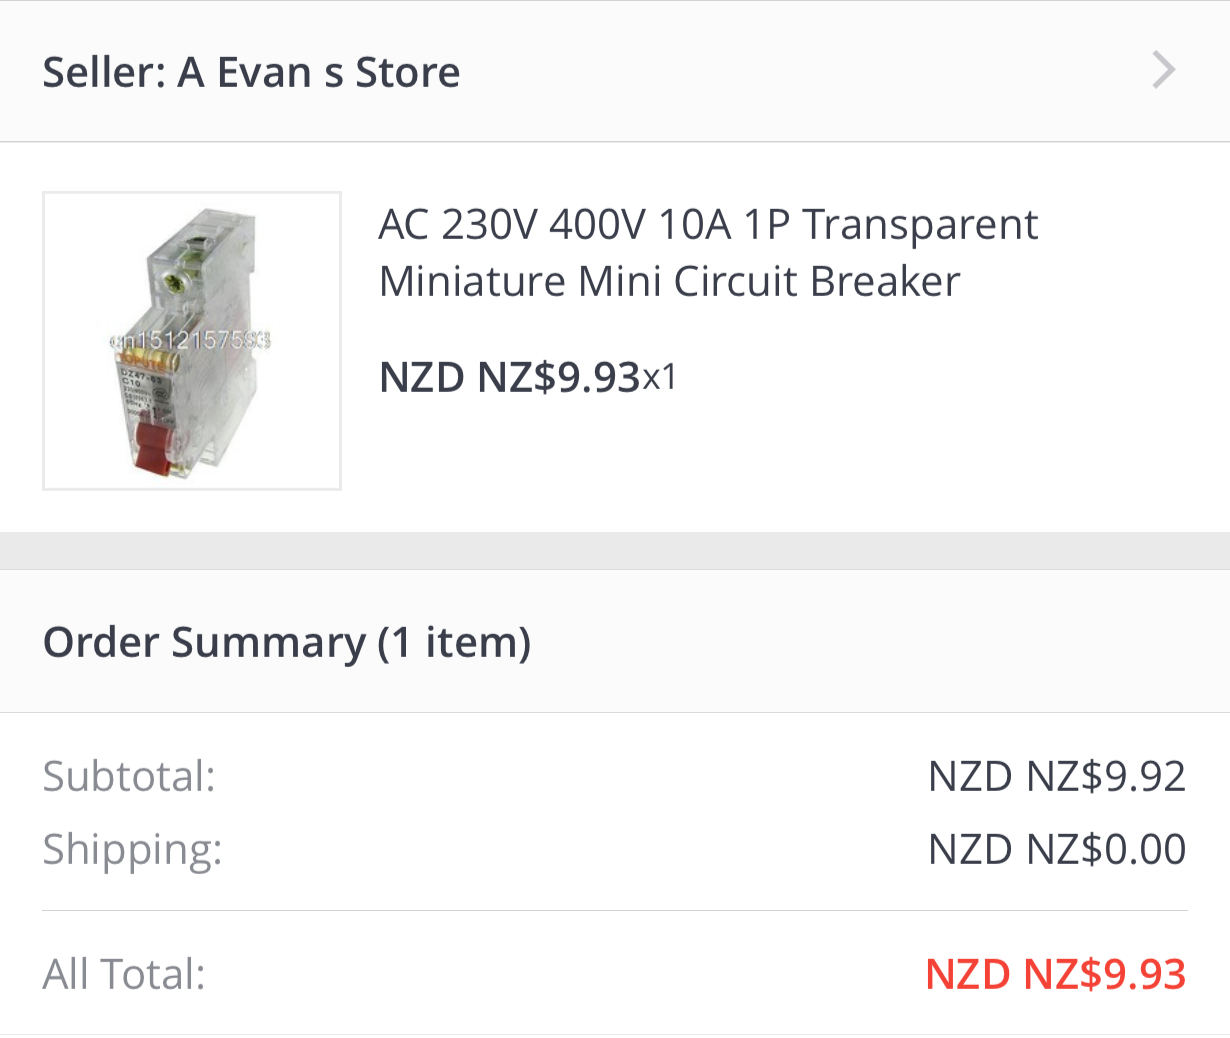 Seller: A Evan s Store
AC 230V 400V 10A 1P Transparent
Miniature Mini Circuit Breaker
cn1512157593
DZ47-63
C10
NZD NZ$9.93x1
Order Summary (1 item)
Subtotal: NZD NZ$9.92
Shipping: NZD NZ$0.00
All Total: NZD NZ$9.93